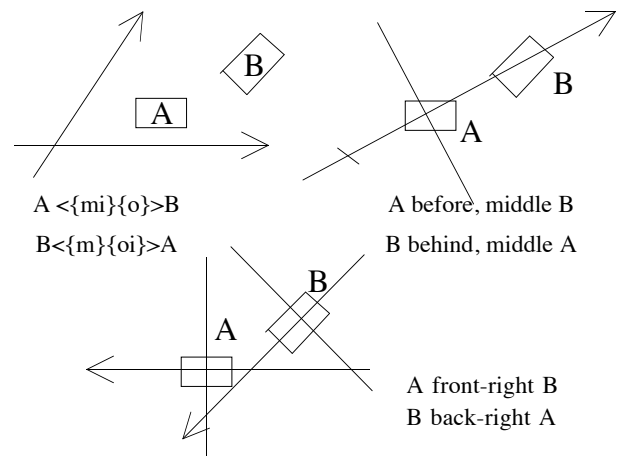 B
A
B
A
A <{mi}{o}>B
A before, middle B
B<{m}{oi}>A
B behind, middle A
B
A
A front-right B
B back-right A